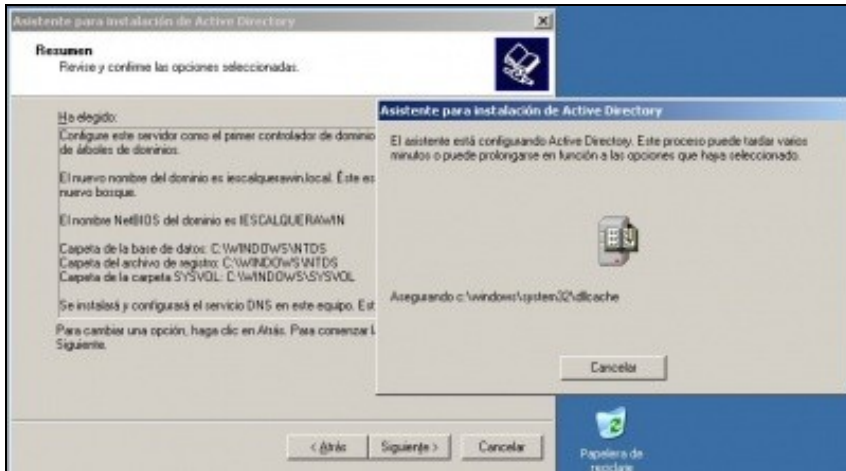 Asistente para instalación de Active Directory
Resumen
Revise y confirme las opciones seleccionadas.
Ha elegido:
Configure este servidor como el primer controlador de dominio
de árboles de dominios.
El nuevo nombre del dominio es iescalquerawin.local. Éste es
nuevo bosque.
El nombre NetBIOS del dominio es IESCALQUERAWIN
Carpeta de la base de datos: C:\WINDOWS\NTDS
Carpeta del archivo de registro: C:\WINDOWS\NTDS
Carpeta de la carpeta SYSVOL: C:\WINDOWS\SYSVOL
Se instalará y configurará el servicio DNS en este equipo. Est
Para cambiar una opción, haga clic en Atrás. Para comenzar l
Siguiente.
< Atrás
Siguiente >
Cancelar
Asistente para instalación de Active Directory
El asistente está configurando Active Directory. Este proceso puede tardar varios
minutos o puede prolongarse en función a las opciones que haya seleccionado.
Asegurando c:\windows\system32\dllcache
Cancelar
Papelera de
reciclaje